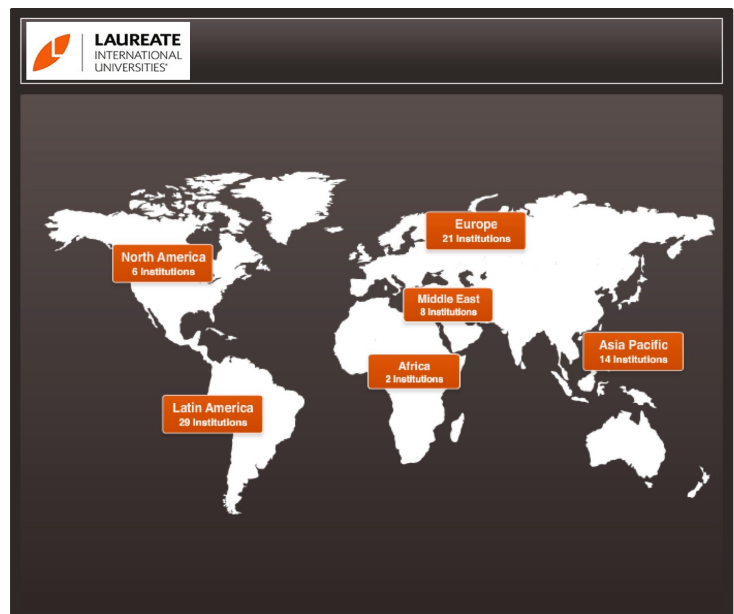 LAUREATE
INTERNATIONAL
UNIVERSITIES®
Europe
21 Institutions
North America
6 Institutions
Middle East
8 Institutions
Asia Pacific
14 Institutions
Africa
2 Institutions
Latin America
29 Institutions